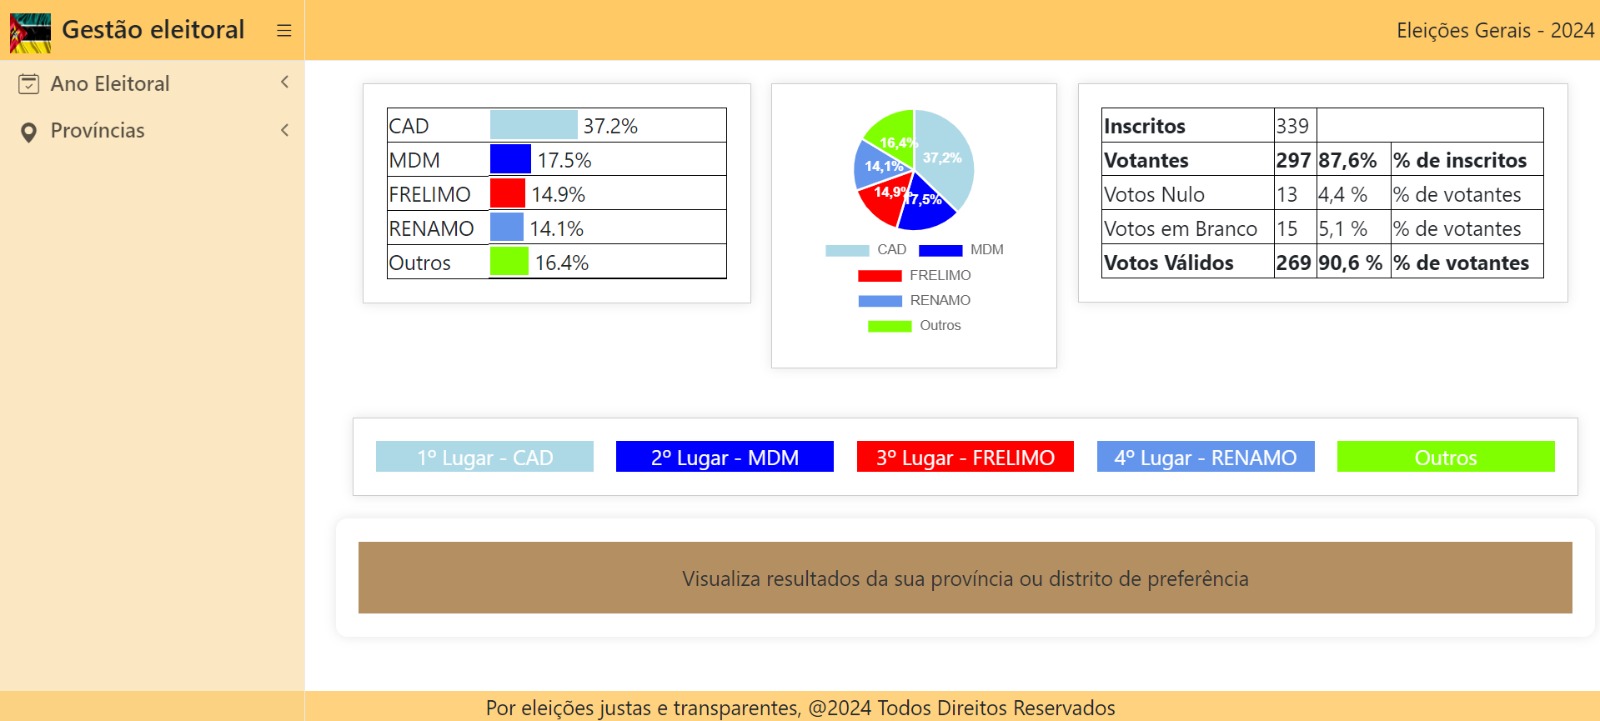 Gestão eleitoral
Eleições Gerais - 2024
Ano Eleitoral
Províncias
CAD 37.2%
MDM 17.5%
FRELIMO 14.9%
RENAMO 14.1%
Outros 16.4%
16,4%
37,2%
14,1%
14,9%
17,5%
CAD MDM
FRELIMO
RENAMO
Outros
Inscritos 339
Votantes 297 87,6% % de inscritos
Votos Nulo 13 4,4 % % de votantes
Votos em Branco 15 5,1 % % de votantes
Votos Válidos 269 90,6 % % de votantes
1º Lugar - CAD 2º Lugar - MDM 3º Lugar - FRELIMO 4º Lugar - RENAMO Outros
Visualiza resultados da sua província ou distrito de preferência
Por eleições justas e transparentes, @2024 Todos Direitos Reservados